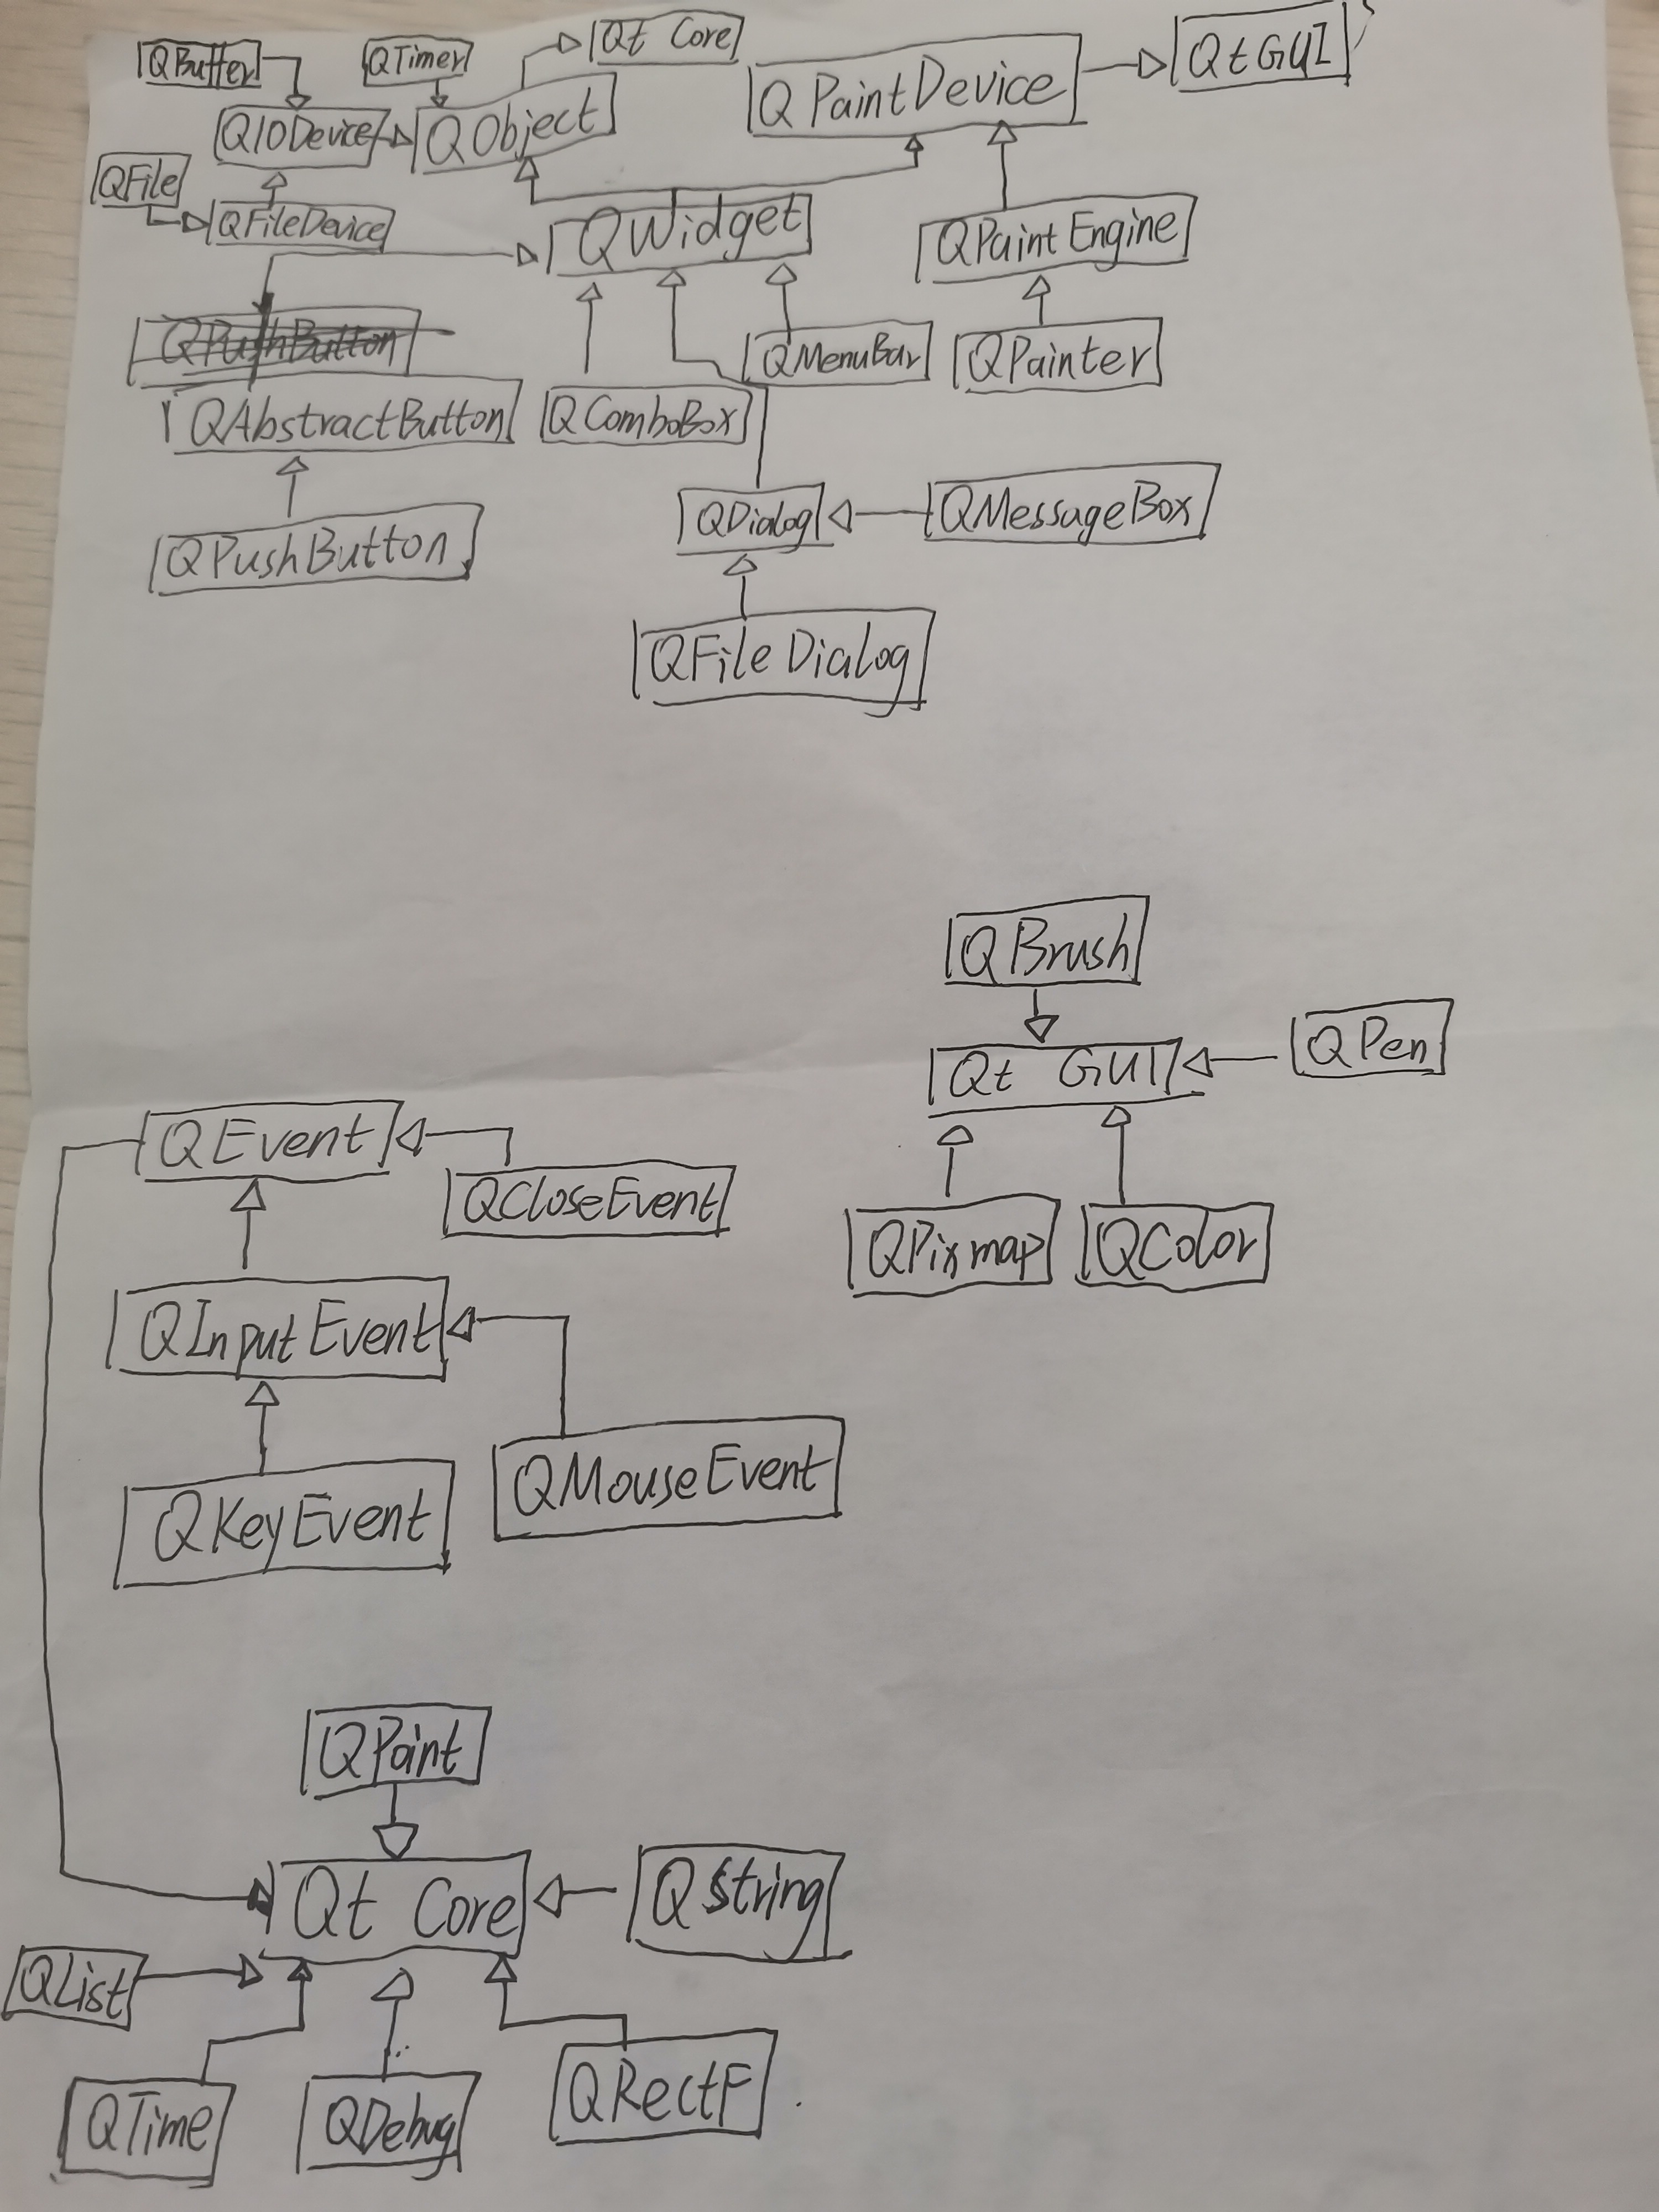 QBuffer
QTimer
Qt Core
QPaintDevice
QtGUI
QIODevice
QObject
QFile
QFileDevice
QWidget
QPaintEngine
QPushButton
QMenuBar
QPainter
QAbstractButton
QComboBox
QDialog
QMessageBox
QPushButton
QFileDialog
QBrush
Qt GUI
QPen
QEvent
QCloseEvent
QPixmap
QColor
QInputEvent
QMouseEvent
QKeyEvent
QPaint
Qt Core
QString
QList
QTime
QDebug
QRectF